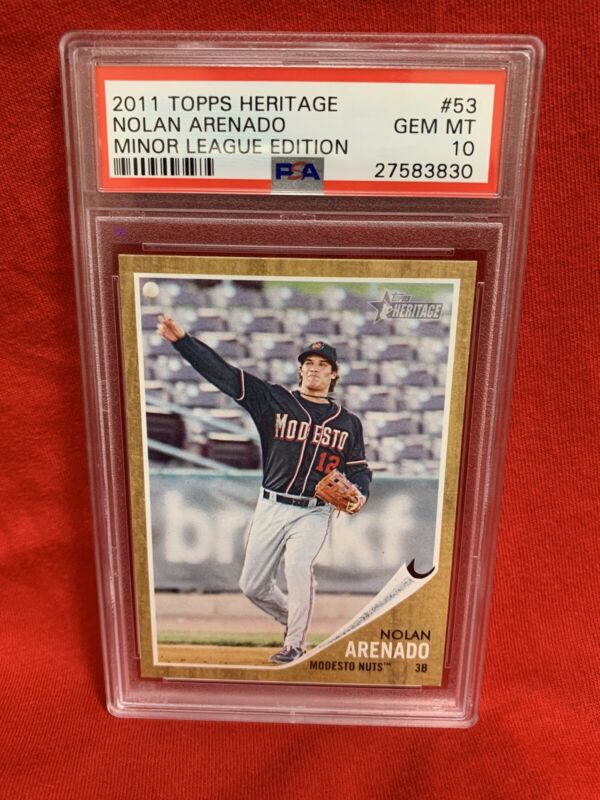 2011 TOPPS HERITAGE #53
NOLAN ARENADO GEM MT
MINOR LEAGUE EDITION 10
PSA 27583830
Topps
HERITAGE
MODESTO
12
NOLAN
ARENADO
MODESTO NUTS™ 3B